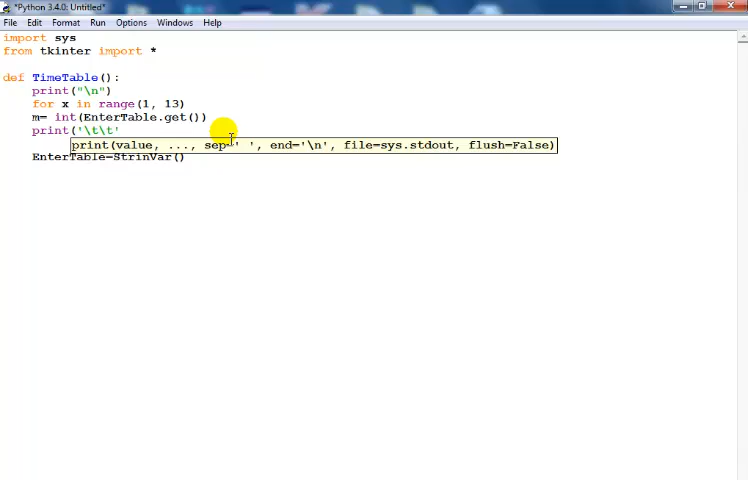 *Python 3.4.0: Untitled*
File Edit Format Run Options Windows Help
import sys
from tkinter import *
def TimeTable():
print("\n")
for x in range(1, 13)
m= int(EnterTable.get())
print('\t\t'
print(value, ..., sep=' ', end='\n', file=sys.stdout, flush=False)
EnterTable=StrinVar()